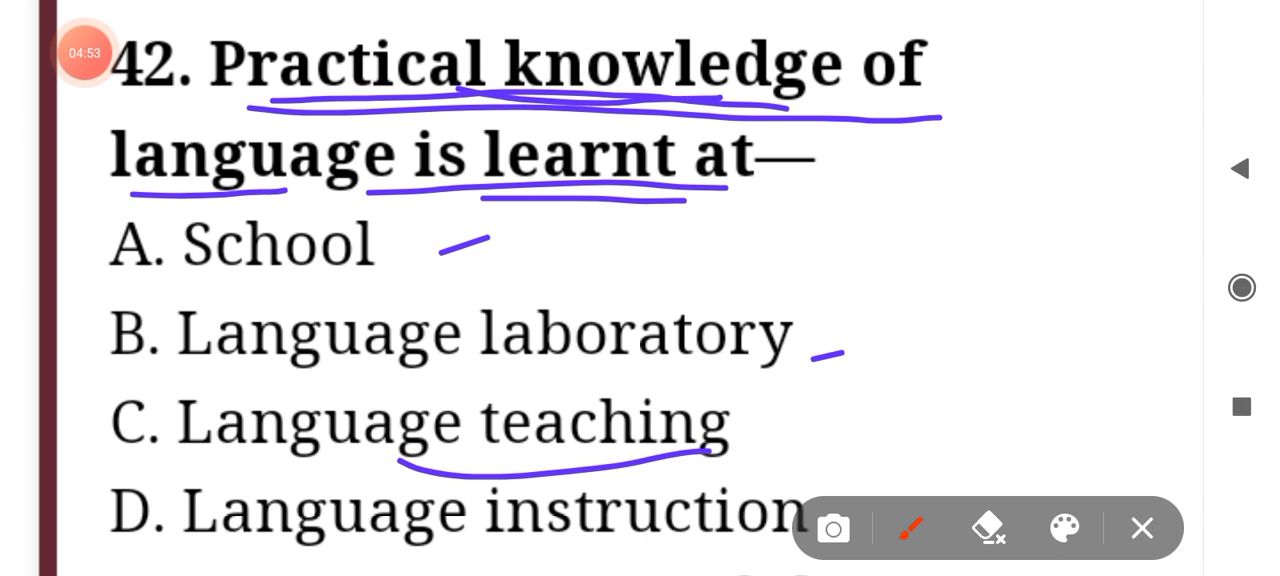 04:53
42. Practical knowledge of
language is learnt at—
A. School
B. Language laboratory
C. Language teaching
D. Language instruction